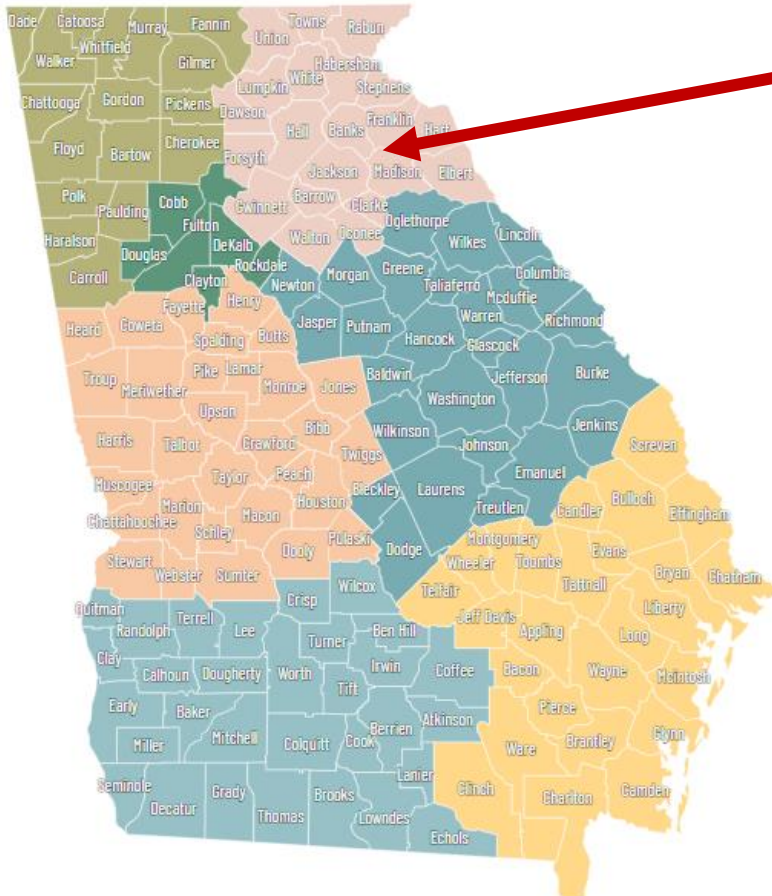 Dade
Catoosa
Murray
Fannin
Towns
Rabun
Union
Whitfield
Walker
Gilmer
Habersham
White
Lumpkin
Stephens
Chattooga
Gordon
Pickens
Dawson
Franklin
Hart
Hall
Banks
Floyd
Bartow
Cherokee
Forsyth
Jackson
Madison
Elbert
Polk
Paulding
Cobb
Gwinnett
Barrow
Clarke
Fulton
Oglethorpe
Haralson
DeKalb
Walton
Oconee
Wilkes
Lincoln
Douglas
Rockdale
Carroll
Clayton
Newton
Morgan
Greene
Taliaferro
Columbia
Mcduffie
Fayette
Henry
Warren
Richmond
Heard
Coweta
Spalding
Butts
Jasper
Putnam
Hancock
Glascock
Troup
Meriwether
Pike
Lamar
Monroe
Jones
Baldwin
Jefferson
Burke
Washington
Upson
Bibb
Wilkinson
Jenkins
Harris
Talbot
Crawford
Twiggs
Johnson
Screven
Taylor
Peach
Emanuel
Muscogee
Marion
Macon
Houston
Bleckley
Laurens
Treutlen
Candler
Bulloch
Effingham
Chattahoochee
Schley
Stewart
Webster
Sumter
Dooly
Pulaski
Dodge
Montgomery
Wheeler
Toombs
Evans
Tattnall
Bryan
Chatham
Wilcox
Telfair
Quitman
Randolph
Terrell
Lee
Crisp
Turner
Ben Hill
Jeff Davis
Appling
Liberty
Long
Clay
Calhoun
Dougherty
Worth
Irwin
Coffee
Bacon
Wayne
Mcintosh
Tift
Early
Baker
Mitchell
Berrien
Atkinson
Pierce
Miller
Colquitt
Cook
Ware
Brantley
Glynn
Seminole
Decatur
Grady
Thomas
Brooks
Lanier
Lowndes
Echols
Clinch
Charlton
Camden